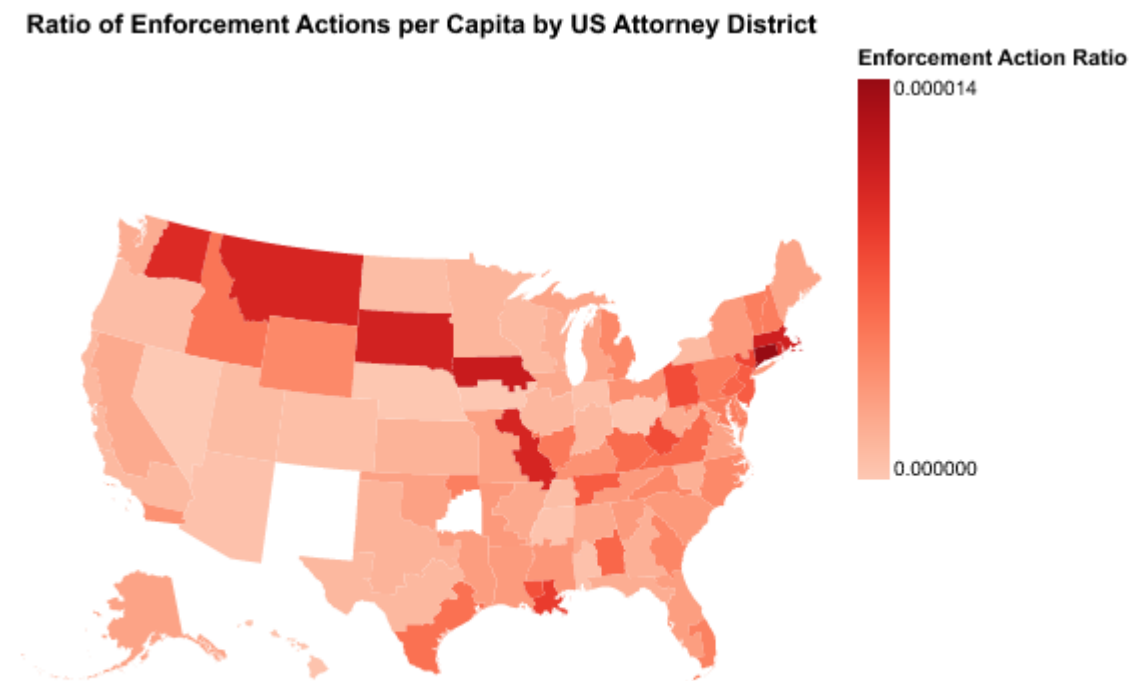 Ratio of Enforcement Actions per Capita by US Attorney District
Enforcement Action Ratio
0.000014
0.000000